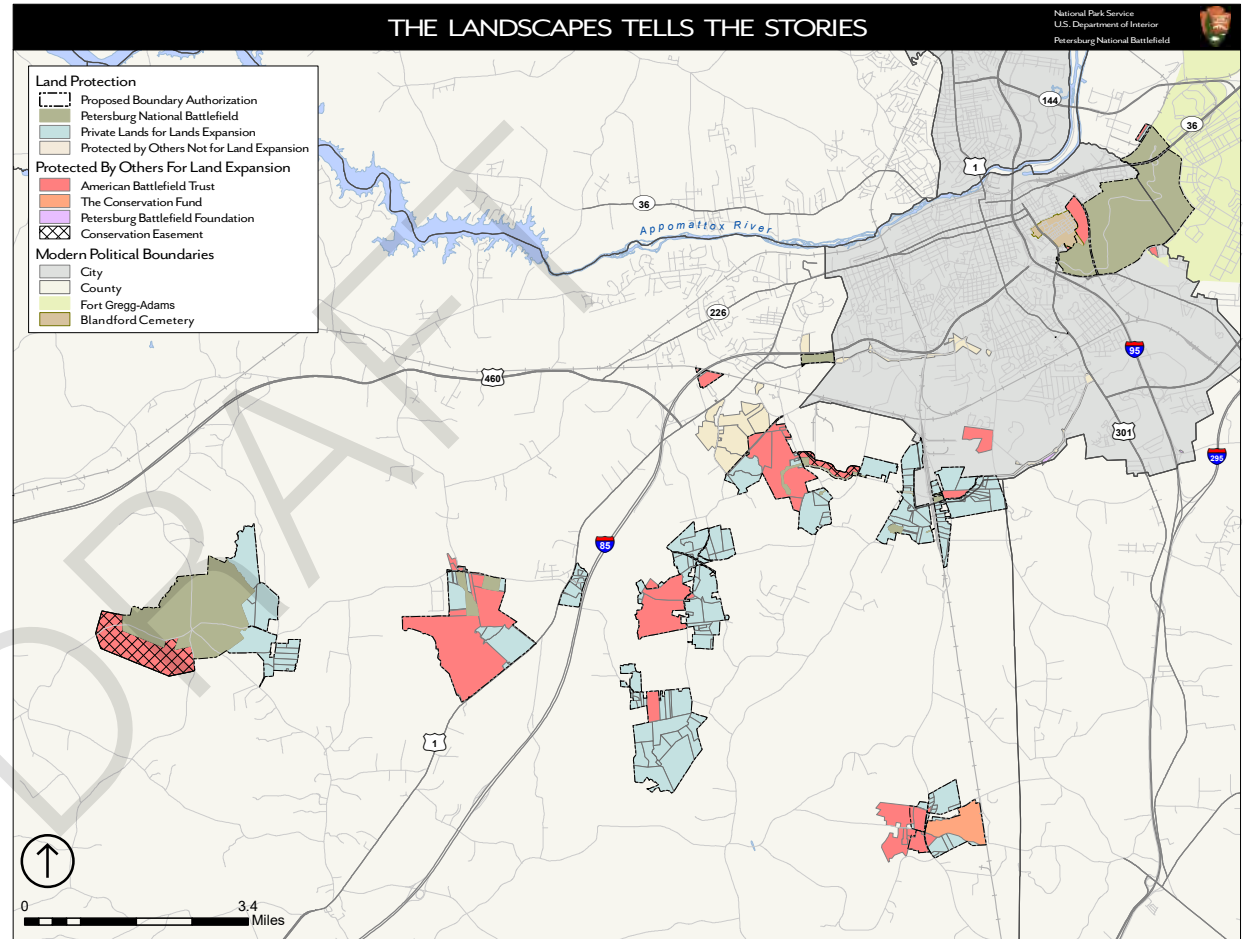 THE LANDSCAPES TELLS THE STORIES
National Park Service
U.S. Department of Interior
Petersburg National Battlefield
Land Protection
Proposed Boundary Authorization
Petersburg National Battlefield
Private Lands for Lands Expansion
Protected by Others Not for Land Expansion
Protected By Others For Land Expansion
American Battlefield Trust
The Conservation Fund
Petersburg Battlefield Foundation
Conservation Easement
Modern Political Boundaries
City
County
Fort Gregg-Adams
Blandford Cemetery
144
36
1
36
Appomattox River
226
95
460
301
295
85
1
DRAFT
0 3.4
Miles